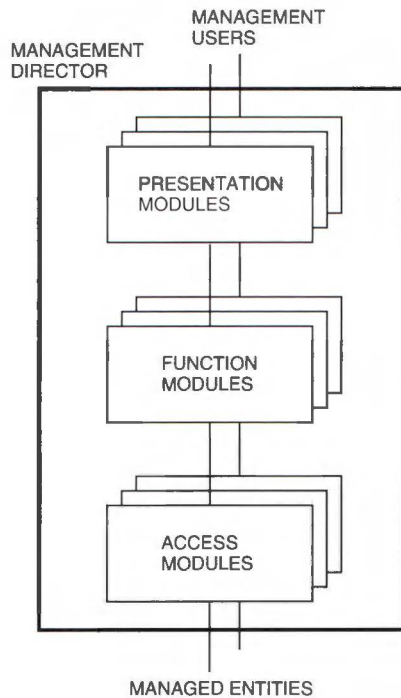 MANAGEMENT
USERS
MANAGEMENT
DIRECTOR
PRESENTATION
MODULES
FUNCTION
MODULES
ACCESS
MODULES
MANAGED ENTITIES